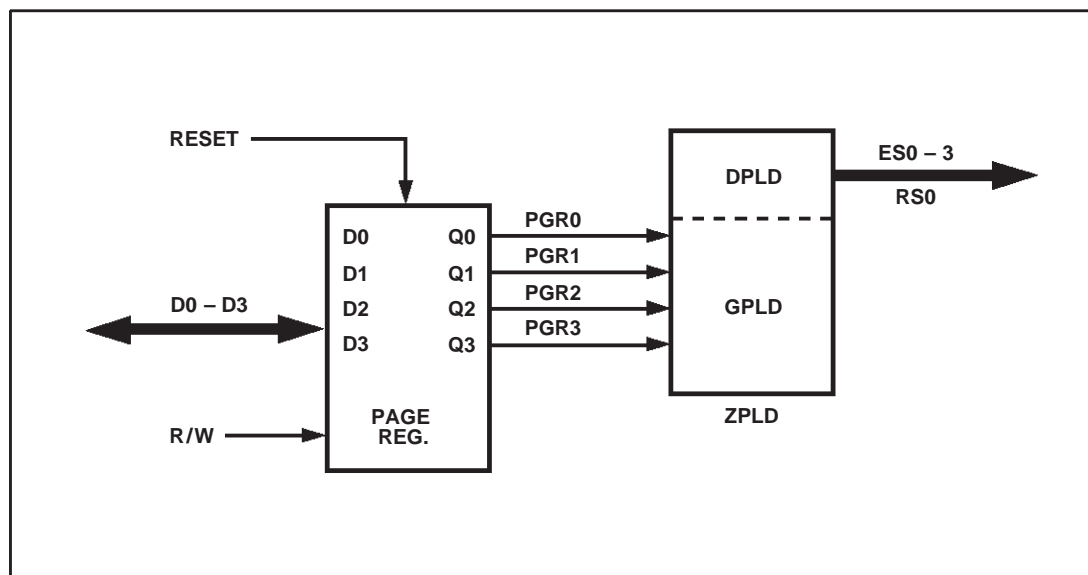 RESET
D0 – D3
R/W
D0 Q0
D1 Q1
D2 Q2
D3 Q3
PAGE
REG.
PGR0
PGR1
PGR2
PGR3
DPLD
GPLD
ZPLD
ES0 – 3
RS0